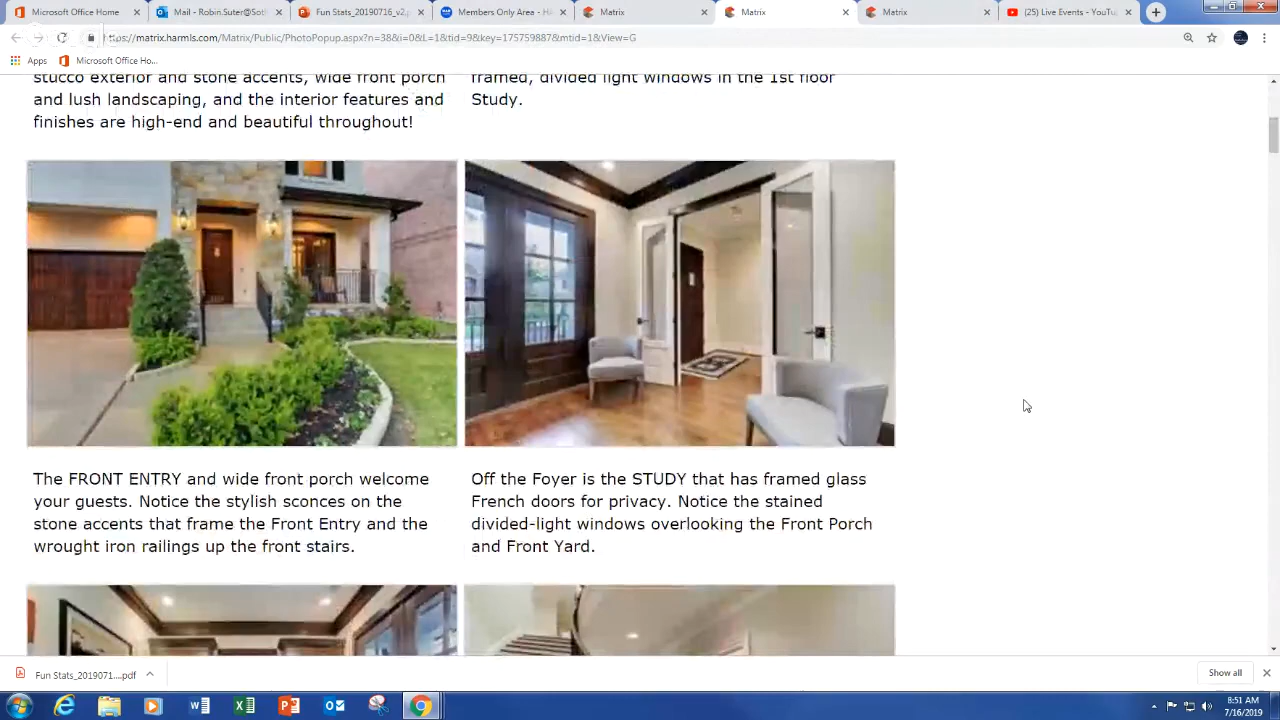 Microsoft Office Home
Mail - Robin.Suter@Soth
Fun Stats_20190716_v2.p
Members Only Area - Ho
Matrix
Matrix
Matrix
(25) Live Events - YouTu
https://matrix.harmls.com/Matrix/Public/PhotoPopup.aspx?n=38&i=0&L=1&tid=9&key=175759887&mtid=1&View=G
Apps
Microsoft Office Ho...
stucco exterior and stone accents, wide front porch
and lush landscaping, and the interior features and
finishes are high-end and beautiful throughout!
framed, divided light windows in the 1st floor
Study.
The FRONT ENTRY and wide front porch welcome
your guests. Notice the stylish sconces on the
stone accents that frame the Front Entry and the
wrought iron railings up the front stairs.
Off the Foyer is the STUDY that has framed glass
French doors for privacy. Notice the stained
divided-light windows overlooking the Front Porch
and Front Yard.
Fun Stats_2019071....pdf
Show all
8:51 AM
7/16/2019